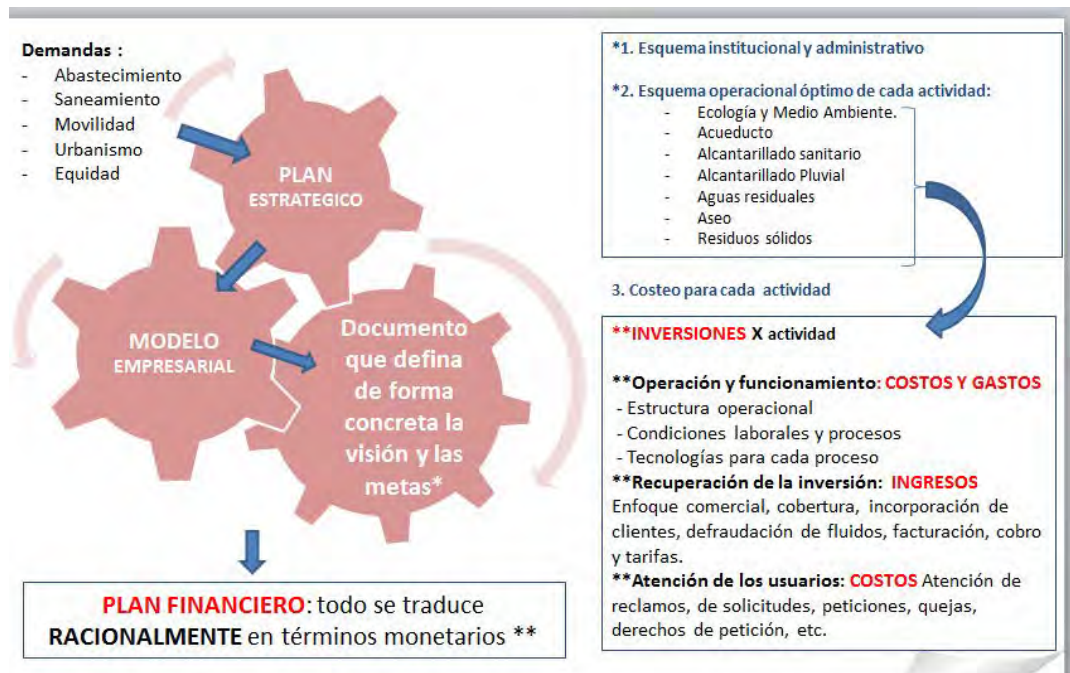 Demandas :
- Abastecimiento
- Saneamiento
- Movilidad
- Urbanismo
- Equidad
PLAN
ESTRATEGICO
MODELO
EMPRESARIAL
Documento
que defina
de forma
concreta la
visión y las
metas*
PLAN FINANCIERO: todo se traduce
RACIONALMENTE en términos monetarios **
*1. Esquema institucional y administrativo
*2. Esquema operacional óptimo de cada actividad:
- Ecología y Medio Ambiente.
- Acueducto
- Alcantarillado sanitario
- Alcantarillado Pluvial
- Aguas residuales
- Aseo
- Residuos sólidos
3. Costeo para cada actividad
**INVERSIONES X actividad
**Operación y funcionamiento: COSTOS Y GASTOS
- Estructura operacional
- Condiciones laborales y procesos
- Tecnologías para cada proceso
**Recuperación de la inversión: INGRESOS
Enfoque comercial, cobertura, incorporación de
clientes, defraudación de fluidos, facturación, cobro
y tarifas.
**Atención de los usuarios: COSTOS Atención de
reclamos, de solicitudes, peticiones, quejas,
derechos de petición, etc.